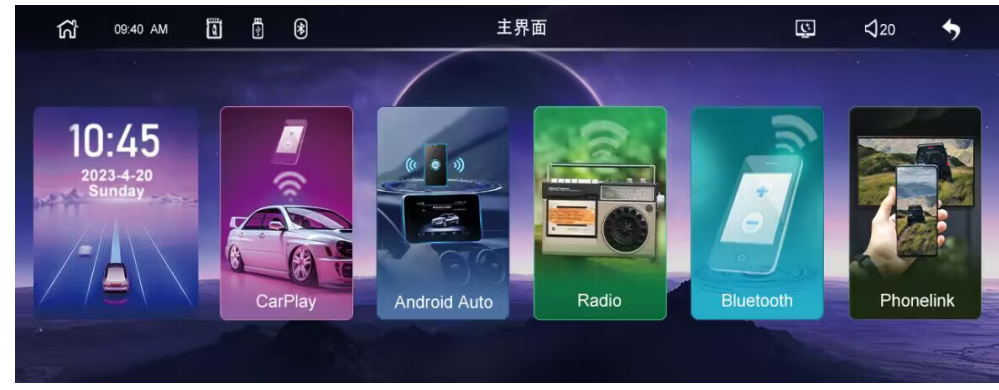 09:40 AM
主界面
20
10:45
2023-4-20
Sunday
CarPlay
Android Auto
Radio
Bluetooth
Phonelink